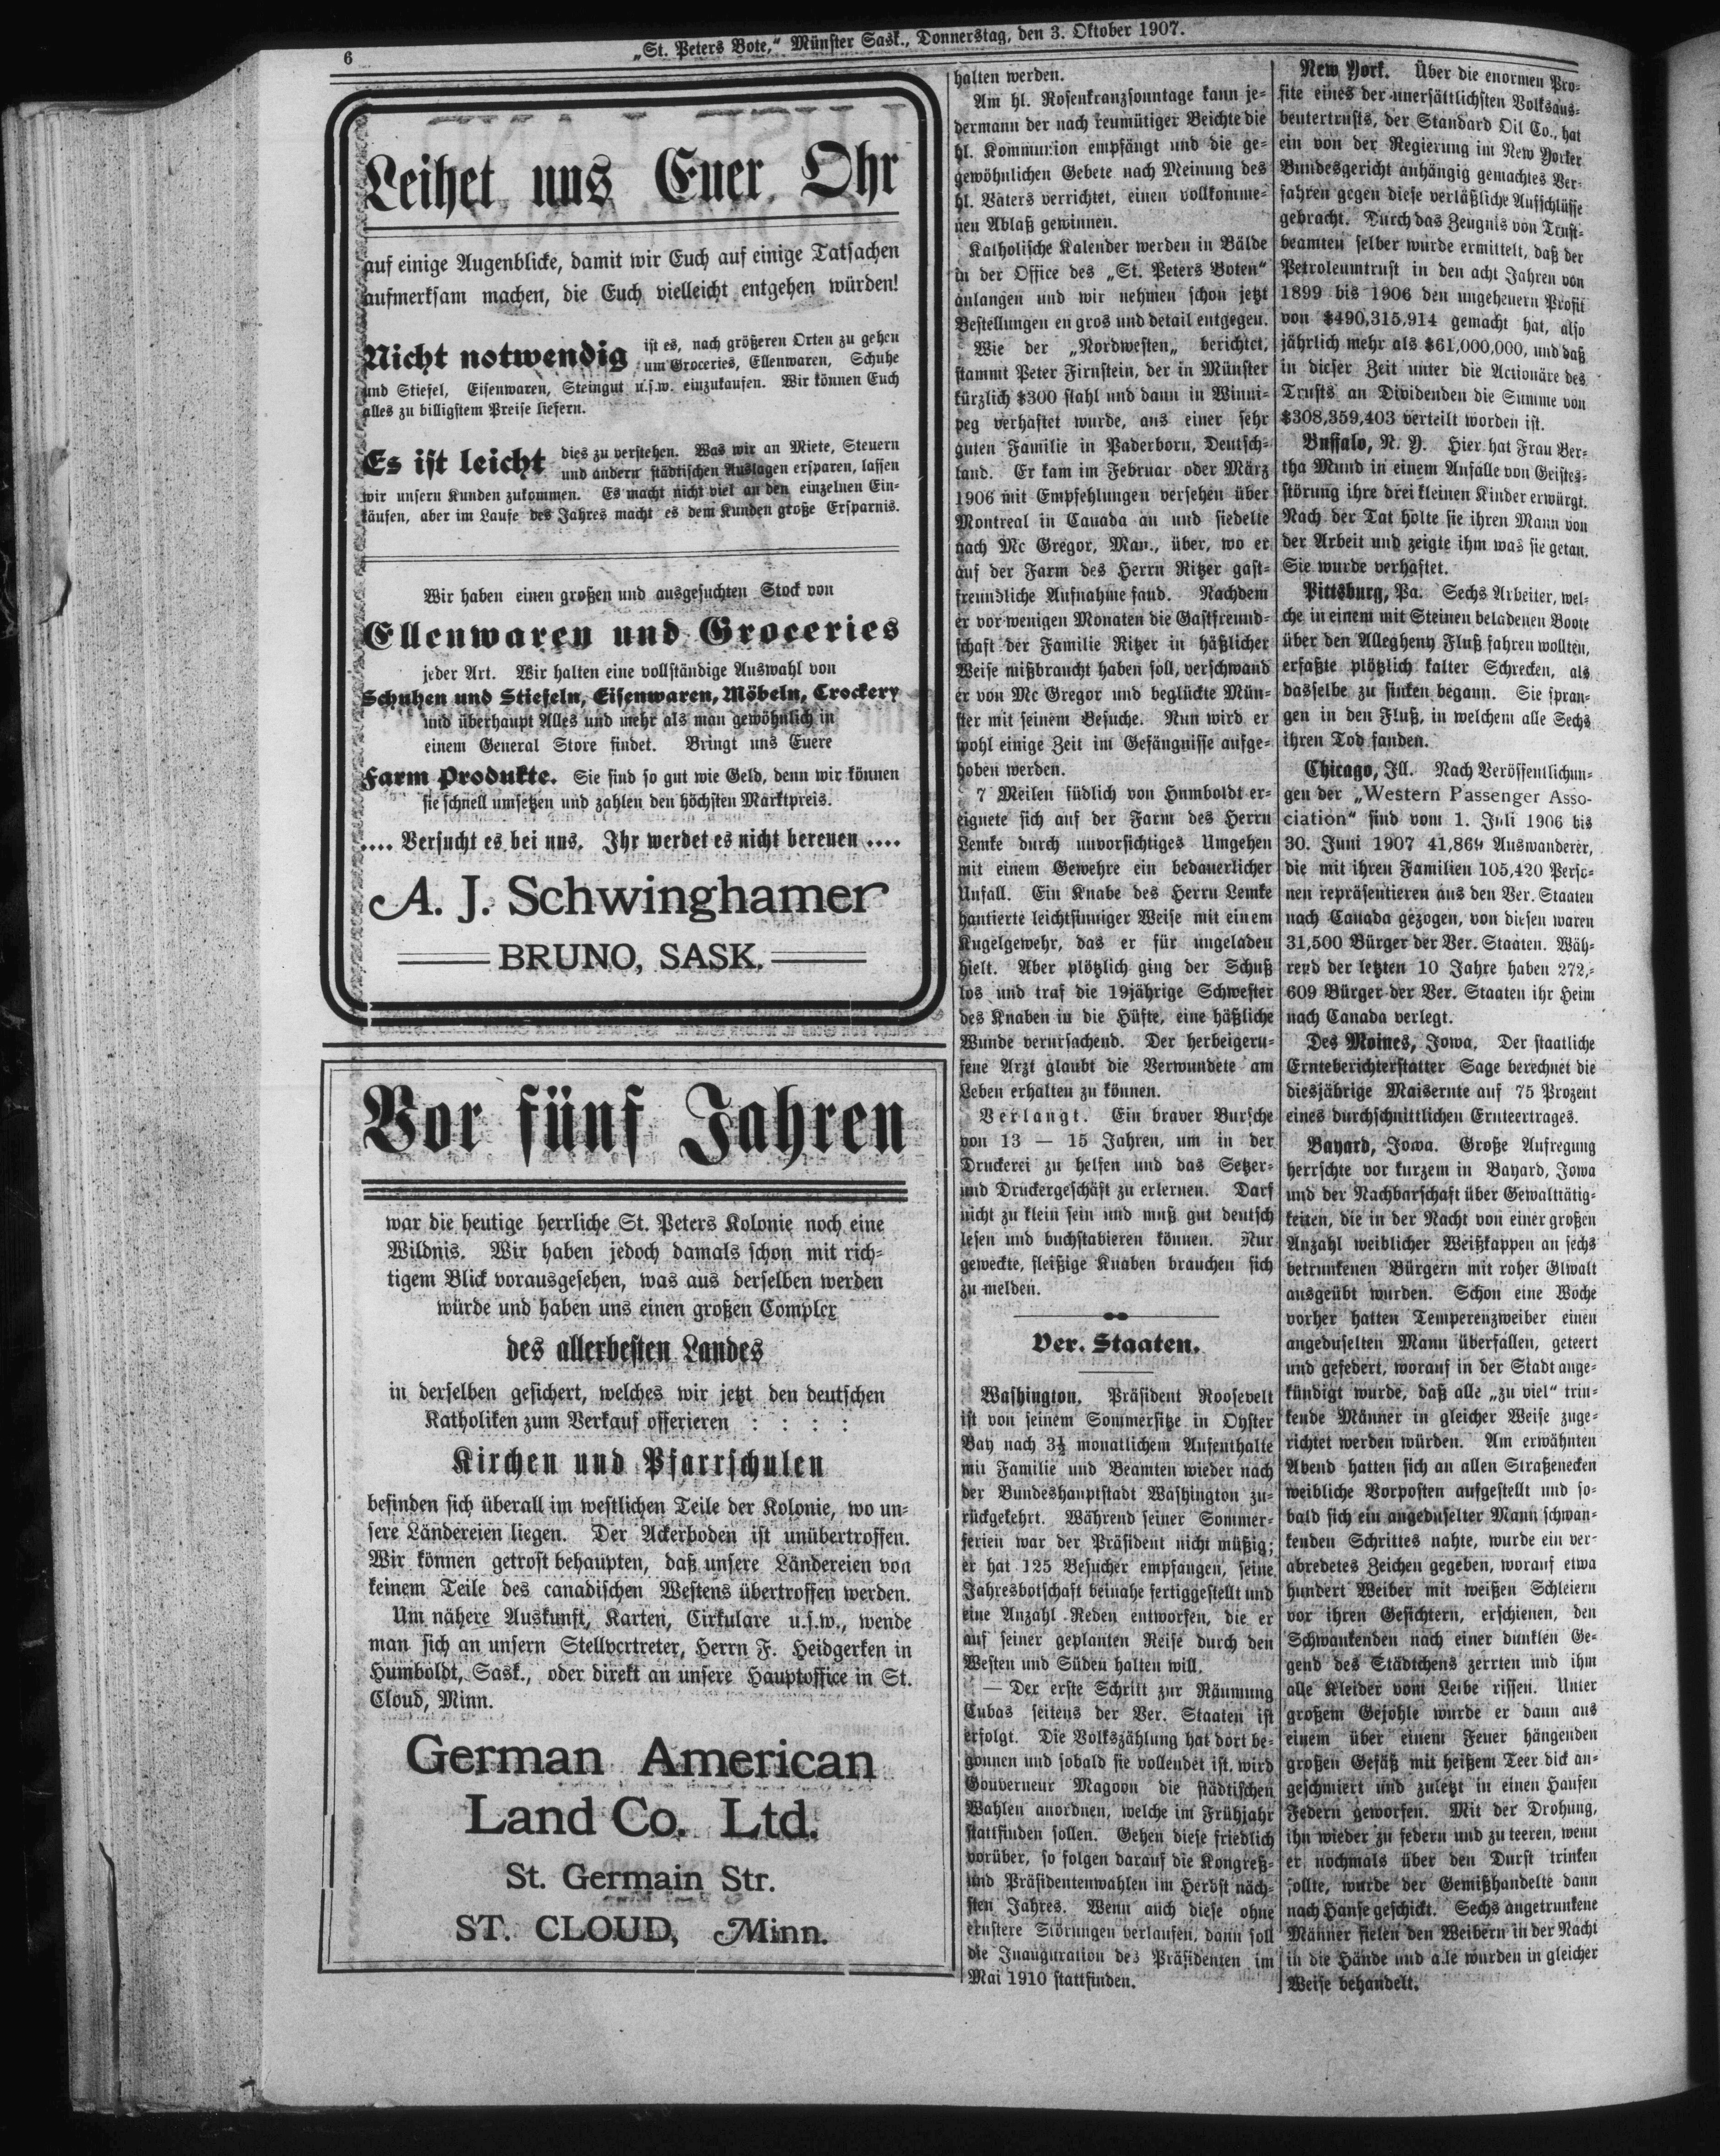 6
„St. Peters Bote,“ Münster Sask., Donnerstag, den 3. Oktober 1907.
Leihet uns Euer Ohr
auf einige Augenblicke, damit wir Euch auf einige Tatsachen
aufmerksam machen, die Euch vielleicht entgehen würden!
Nicht notwendig ist es, nach größeren Orten zu gehen
um Groceries, Ellenwaren, Schuhe
und Stiefel, Eisenwaren, Steingut u.s.w. einzukaufen. Wir können Euch
alles zu billigstem Preise liefern.
Es ist leicht dies zu verstehen. Was wir an Miete, Steuern
und andern städtischen Auslagen ersparen, lassen
wir unsern Kunden zukommen. Es macht nicht viel an den einzelnen Ein-
käufen, aber im Laufe des Jahres macht es dem Kunden große Ersparnis.
Wir haben einen großen und ausgesuchten Stock von
Ellenwaren und Groceries
jeder Art. Wir halten eine vollständige Auswahl von
Schuhen und Stiefeln, Eisenwaren, Möbeln, Crockery
und überhaupt Alles und mehr als man gewöhnlich in
einem General Store findet. Bringt uns Euere
Farm Produkte. Sie sind so gut wie Geld, denn wir können
sie schnell umsetzen und zahlen den höchsten Marktpreis.
.... Versucht es bei uns. Ihr werdet es nicht bereuen ....
A. J. Schwinghamer
BRUNO, SASK.
Vor fünf Jahren
war die heutige herrliche St. Peters Kolonie noch eine
Wildnis. Wir haben jedoch damals schon mit rich-
tigem Blick vorausgesehen, was aus derselben werden
würde und haben uns einen großen Complex
des allerbesten Landes
in derselben gesichert, welches wir jetzt den deutschen
Katholiken zum Verkauf offerieren : : : :
Kirchen und Pfarrschulen
befinden sich überall im westlichen Teile der Kolonie, wo un-
sere Ländereien liegen. Der Ackerboden ist unübertroffen.
Wir können getrost behaupten, daß unsere Ländereien von
keinem Teile des canadischen Westens übertroffen werden.
Um nähere Auskunft, Karten, Cirkulare u.s.w., wende
man sich an unsern Stellvertreter, Herrn F. Heidgerken in
Humboldt, Sask., oder direkt an unsere Hauptoffice in St.
Cloud, Minn.
German American
Land Co. Ltd.
St. Germain Str.
ST. CLOUD, Minn.
halten werden.
Am hl. Rosenkranzsonntage kann je-
dermann der nach reumütiger Beichte die
hl. Kommunion empfängt und die ge-
gewöhnlichen Gebete nach Meinung des
hl. Vaters verrichtet, einen vollkomme-
nen Ablaß gewinnen.
Katholische Kalender werden in Bälde
in der Office des „St. Peters Boten“
anlangen und wir nehmen schon jetzt
Bestellungen en gros und detail entgegen.
Wie der „Nordwesten„ berichtet,
stammt Peter Firnstein, der in Münster
kürzlich $300 stahl und dann in Winni-
peg verhaftet wurde, aus einer sehr
guten Familie in Paderborn, Deutsch-
land. Er kam im Februar oder März
1906 mit Empfehlungen versehen über
Montreal in Canada an und siedelte
nach Mc Gregor, Man., über, wo er
auf der Farm des Herrn Ritzer gast-
freundliche Aufnahme fand. Nachdem
er vor wenigen Monaten die Gastfreund-
schaft der Familie Ritzer in häßlicher
Weise mißbraucht haben soll, verschwand
er von Mc Gregor und beglückte Mün-
ster mit seinem Besuche. Nun wird er
wohl einige Zeit im Gefängnisse aufge-
hoben werden.
7 Meilen südlich von Humboldt er-
eignete sich auf der Farm des Herrn
Lemke durch unvorsichtiges Umgehen
mit einem Gewehre ein bedauerlicher
Unfall. Ein Knabe des Herrn Lemke
hantierte leichtsinniger Weise mit einem
Kugelgewehr, das er für ungeladen
hielt. Aber plötzlich ging der Schuß
los und traf die 19jährige Schwester
des Knaben in die Hüfte, eine häßliche
Wunde verursachend. Der herbeigeru-
fene Arzt glaubt die Verwundete am
Leben erhalten zu können.
Verlangt. Ein braver Bursche
von 13 — 15 Jahren, um in der
Druckerei zu helfen und das Setzer-
und Druckergeschäft zu erlernen. Darf
nicht zu klein sein und muß gut deutsch
lesen und buchstabieren können. Nur
geweckte, fleißige Knaben brauchen sich
zu melden.
Ver. Staaten.
Washington. Präsident Roosevelt
ist von seinem Sommersitze in Oyster
Bay nach 3½ monatlichem Aufenthalte
mit Familie und Beamten wieder nach
der Bundeshauptstadt Washington zu-
rückgekehrt. Während seiner Sommer-
ferien war der Präsident nicht müßig;
er hat 125 Besucher empfangen, seine
Jahresbotschaft beinahe fertiggestellt und
eine Anzahl Reden entworfen, die er
auf seiner geplanten Reise durch den
Westen und Süden halten will.
— Der erste Schritt zur Räumung
Cubas seitens der Ver. Staaten ist
erfolgt. Die Volkszählung hat dort be-
gonnen und sobald sie vollendet ist, wird
Gouverneur Magoon die städtischen
Wahlen anordnen, welche im Frühjahr
stattfinden sollen. Gehen diese friedlich
vorüber, so folgen darauf die Kongreß-
und Präsidentenwahlen im Herbst näch-
sten Jahres. Wenn auch diese ohne
ernstere Störungen verlaufen, dann soll
die Inauguration des Präsidenten im
Mai 1910 stattfinden.
New York. Über die enormen Pro-
fite eines der unersättlichsten Volksaus-
beutertrusts, der Standard Oil Co., hat
ein von der Regierung im New Yorker
Bundesgericht anhängig gemachtes Ver-
fahren gegen diese verläßliche Aufschlüsse
gebracht. Durch das Zeugnis von Trust-
beamten selber wurde ermittelt, daß der
Petroleumtrust in den acht Jahren von
1899 bis 1906 den ungeheuern Profit
von $490,315,914 gemacht hat, also
jährlich mehr als $61,000,000, und daß
in dieser Zeit unter die Actionäre des
Trusts an Dividenden die Summe von
$308,359,403 verteilt worden ist.
Buffalo, N. Y. Hier hat Frau Ber-
tha Mund in einem Anfalle von Geistes-
störung ihre drei kleinen Kinder erwürgt.
Nach der Tat holte sie ihren Mann von
der Arbeit und zeigte ihm was sie getan.
Sie wurde verhaftet.
Pittsburg, Pa. Sechs Arbeiter, wel-
che in einem mit Steinen beladenen Boote
über den Allegheny Fluß fahren wollten,
erfaßte plötzlich kalter Schrecken, als
dasselbe zu sinken begann. Sie spran-
gen in den Fluß, in welchem alle Sechs
ihren Tod fanden.
Chicago, Ill. Nach Veröffentlichun-
gen der „Western Passenger Asso-
ciation“ sind vom 1. Juli 1906 bis
30. Juni 1907 41,869 Auswanderer,
die mit ihren Familien 105,420 Perso-
nen repräsentieren aus den Ver. Staaten
nach Canada gezogen, von diesen waren
31,500 Bürger der Ver. Staaten. Wäh-
rend der letzten 10 Jahre haben 272,-
609 Bürger der Ver. Staaten ihr Heim
nach Canada verlegt.
Des Moines, Iowa. Der staatliche
Ernteberichterstatter Sage berechnet die
diesjährige Maisernte auf 75 Prozent
eines durchschnittlichen Ernteertrages.
Bayard, Iowa. Große Aufregung
herrschte vor kurzem in Bayard, Iowa
und der Nachbarschaft über Gewalttätig-
keiten, die in der Nacht von einer großen
Anzahl weiblicher Weißkappen an sechs
betrunkenen Bürgern mit roher Glwalt
ausgeübt wurden. Schon eine Woche
vorher hatten Temperenzweiber einen
angeduselten Mann überfallen, geteert
und gefedert, worauf in der Stadt ange-
kündigt wurde, daß alle „zu viel“ trin-
kende Männer in gleicher Weise zuge-
richtet werden würden. Am erwähnten
Abend hatten sich an allen Straßenecken
weibliche Vorposten aufgestellt und so-
bald sich ein angeduselter Mann schwan-
kenden Schrittes nahte, wurde ein ver-
abredetes Zeichen gegeben, worauf etwa
hundert Weiber mit weißen Schleiern
vor ihren Gesichtern, erschienen, den
Schwankenden nach einer dunklen Ge-
gend des Städtchens zerrten und ihm
alle Kleider vom Leibe rissen. Unter
großem Gejohle wurde er dann aus
einem über einem Feuer hängenden
großen Gefäß mit heißem Teer dick an-
geschmiert und zuletzt in einen Haufen
Federn geworfen. Mit der Drohung,
ihn wieder zu federn und zu teeren, wenn
er nochmals über den Durst trinken
sollte, wurde der Gemißhandelte dann
nach Hause geschickt. Sechs angetrunkene
Männer fielen den Weibern in der Nacht
in die Hände und alle wurden in gleicher
Weise behandelt.